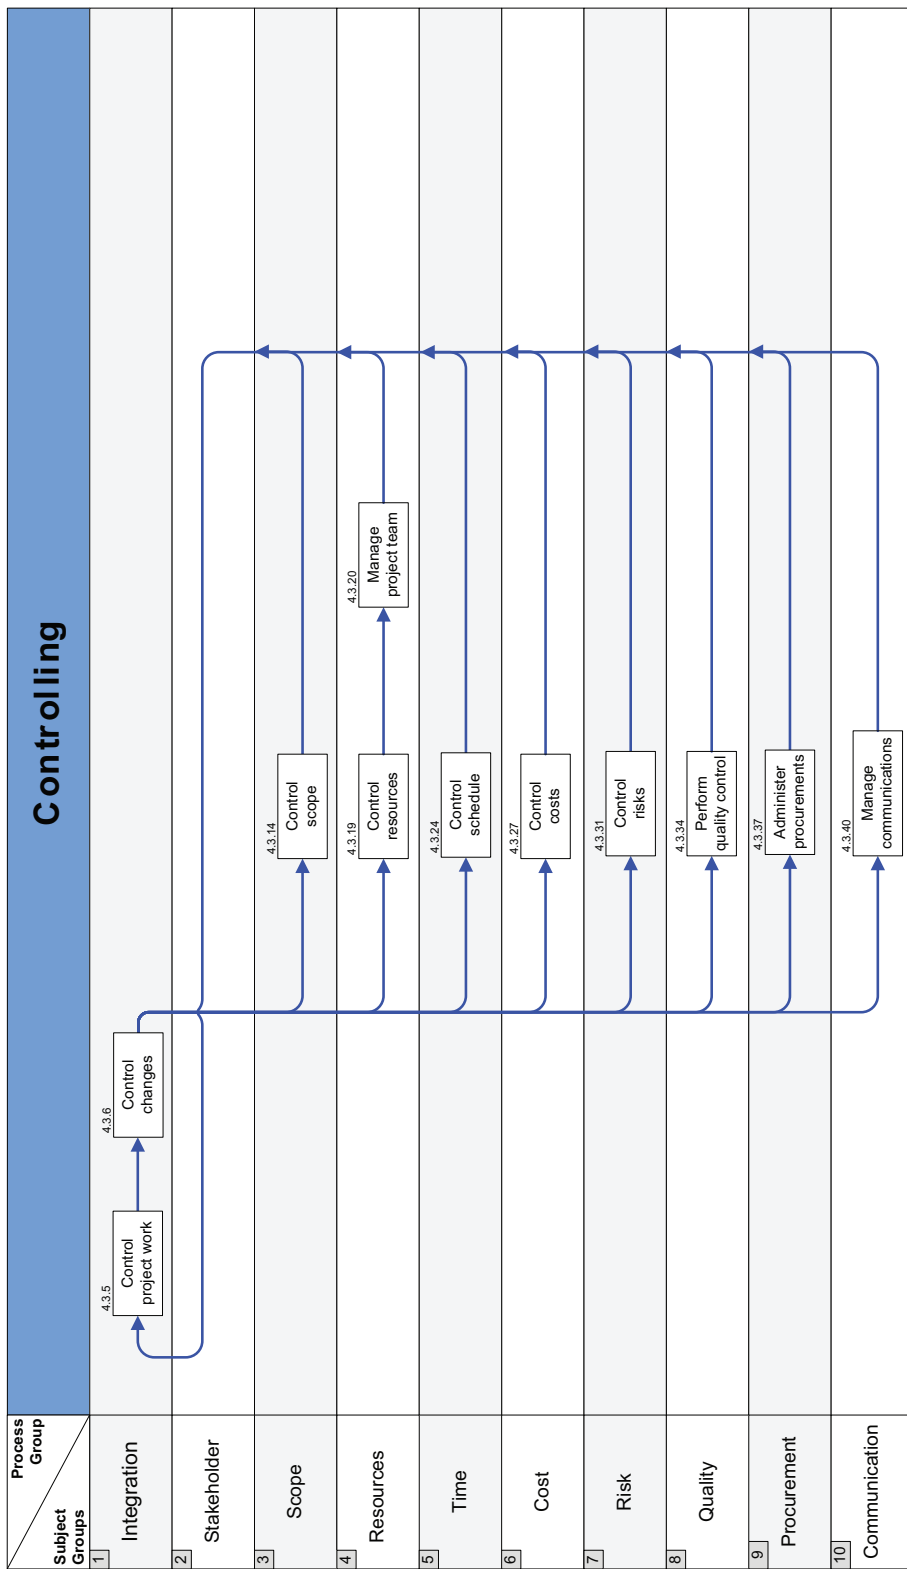 Process
Group
Subject
Groups
Controlling
1
Integration
4.3.5
Control
project work
4.3.6
Control
changes
2
Stakeholder
3
Scope
4.3.14
Control
scope
4
Resources
4.3.19
Control
resources
4.3.20
Manage
project team
5
Time
4.3.24
Control
schedule
6
Cost
4.3.27
Control
costs
7
Risk
4.3.31
Control
risks
8
Quality
4.3.34
Perform
quality control
9
Procurement
4.3.37
Administer
procurements
10
Communication
4.3.40
Manage
communications